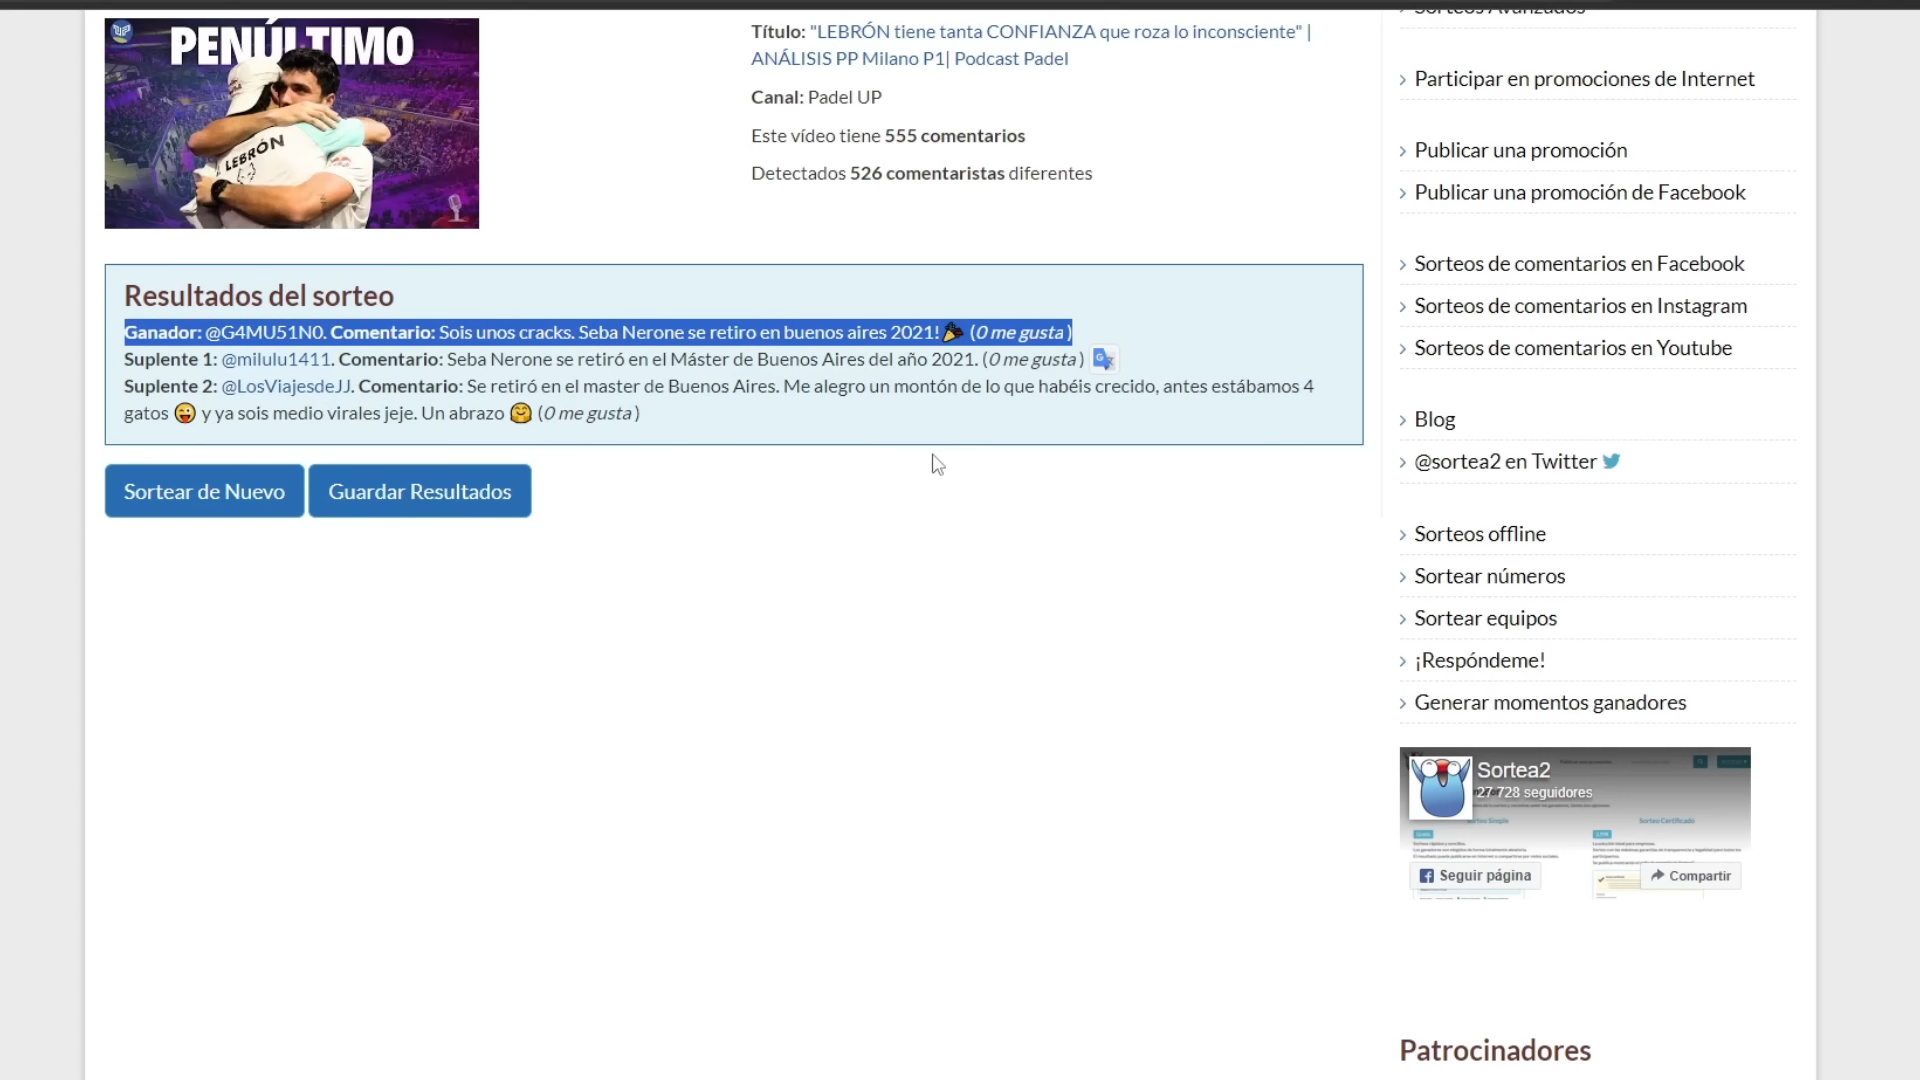 PENÚLTIMO
LEBRÓN
Título: "LEBRÓN tiene tanta CONFIANZA que roza lo inconsciente" |
ANÁLISIS PP Milano P1| Podcast Padel
Canal: Padel UP
Este vídeo tiene 555 comentarios
Detectados 526 comentaristas diferentes
Resultados del sorteo
Ganador: @G4MU51N0. Comentario: Sois unos cracks. Seba Nerone se retiro en buenos aires 2021!🎉 (0 me gusta )
Suplente 1: @milulu1411. Comentario: Seba Nerone se retiró en el Máster de Buenos Aires del año 2021. (0 me gusta )
Suplente 2: @LosViajesdeJJ. Comentario: Se retiró en el master de Buenos Aires. Me alegro un montón de lo que habéis crecido, antes estábamos 4
gatos 😜 y ya sois medio virales jeje. Un abrazo 🤗 (0 me gusta )
Sortear de Nuevo
Guardar Resultados
Sorteos Avanzados
Participar en promociones de Internet
Publicar una promoción
Publicar una promoción de Facebook
Sorteos de comentarios en Facebook
Sorteos de comentarios en Instagram
Sorteos de comentarios en Youtube
Blog
@sortea2 en Twitter
Sorteos offline
Sortear números
Sortear equipos
¡Respóndeme!
Generar momentos ganadores
Sortea2
27 728 seguidores
Sorteo Simple
Sorteo Certificado
Seguir página
Compartir
Patrocinadores